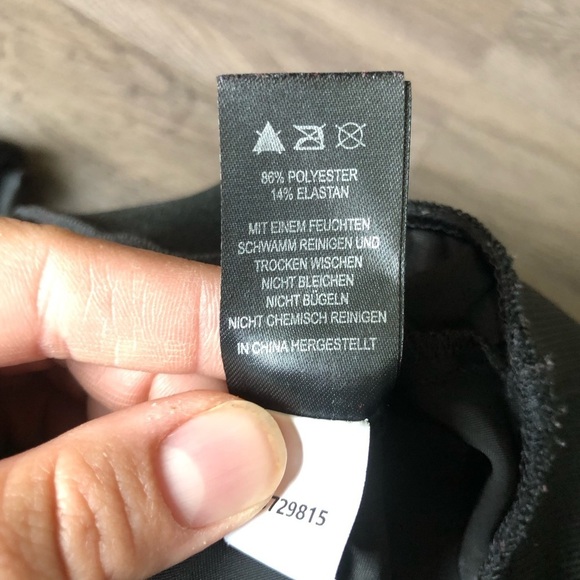 86% POLYESTER
14% ELASTAN
MIT EINEM FEUCHTEN
SCHWAMM REINIGEN UND
TROCKEN WISCHEN
NICHT BLEICHEN
NICHT BÜGELN
NICHT CHEMISCH REINIGEN
IN CHINA HERGESTELLT
729815